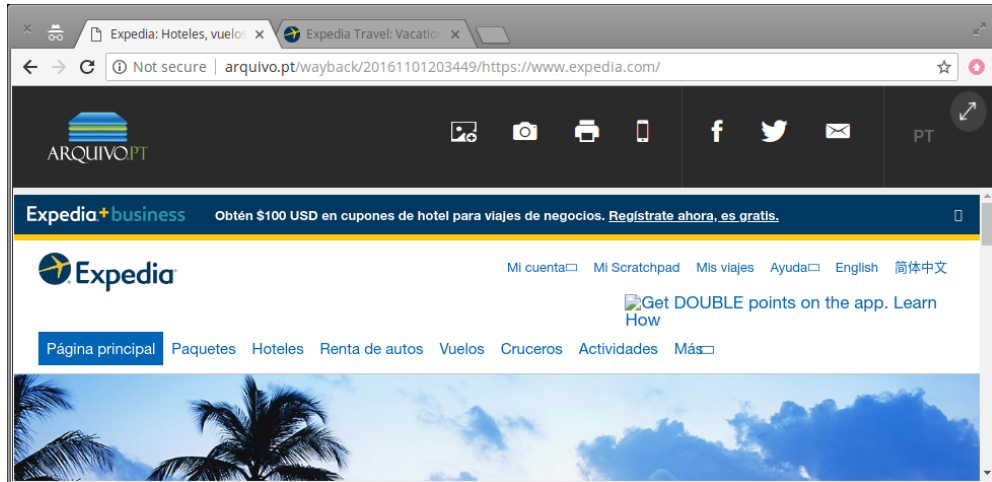 Expedia: Hoteles, vuelos
Expedia Travel: Vacation
Not secure | arquivo.pt/wayback/20161101203449/https://www.expedia.com/
ARQUIVO.PT
f
PT
Expedia+business Obtén $100 USD en cupones de hotel para viajes de negocios. Regístrate ahora, es gratis.
Expedia
Mi cuenta Mi Scratchpad Mis viajes Ayuda English 简体中文
Get DOUBLE points on the app. Learn
How
Página principal Paquetes Hoteles Renta de autos Vuelos Cruceros Actividades Más